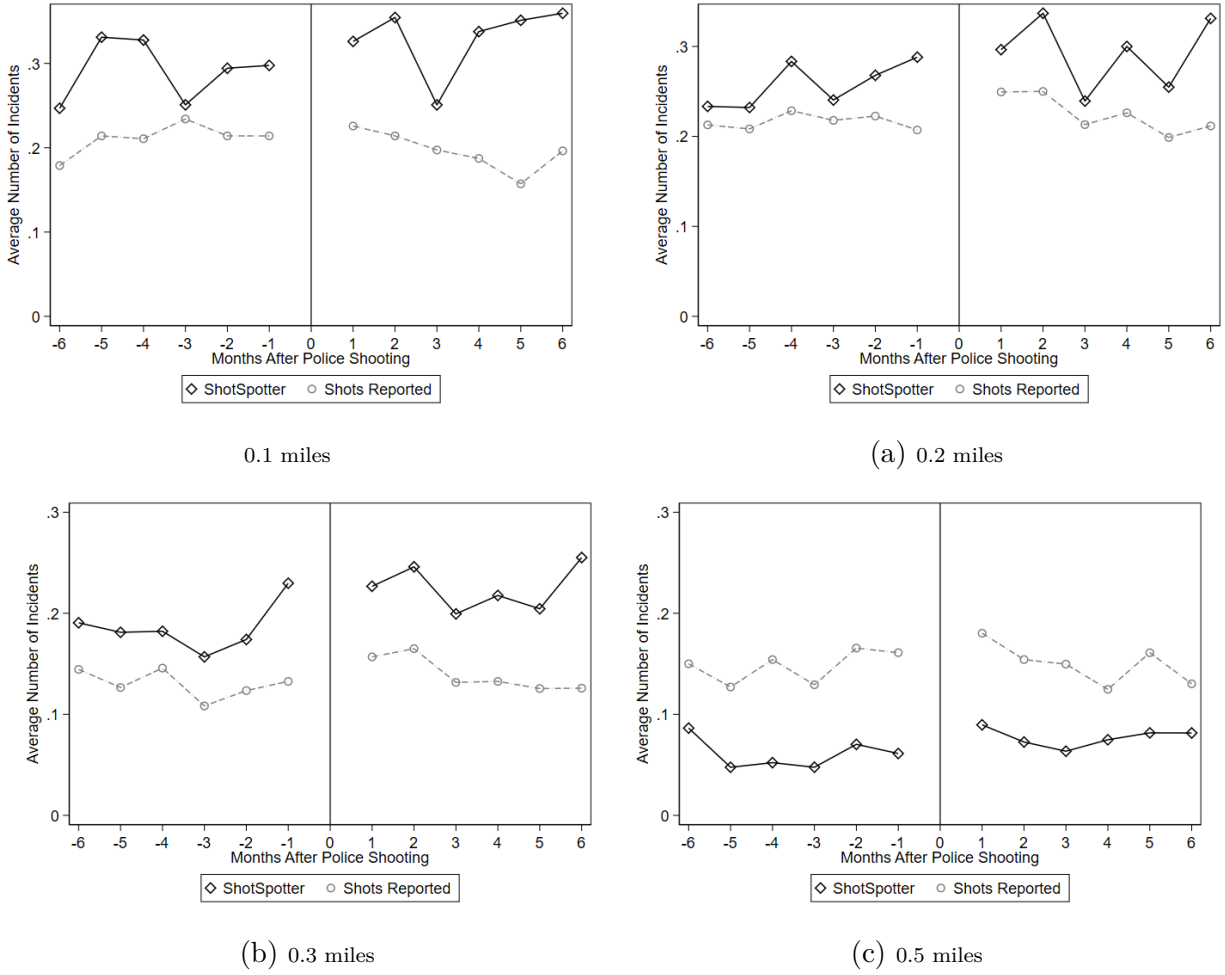 Average Number of Incidents
.3
.2
.1
0
-6 -5 -4 -3 -2 -1 0 1 2 3 4 5 6
Months After Police Shooting
ShotSpotter Shots Reported
0.1 miles
Average Number of Incidents
.3
.2
.1
0
-6 -5 -4 -3 -2 -1 0 1 2 3 4 5 6
Months After Police Shooting
ShotSpotter Shots Reported
(a) 0.2 miles
Average Number of Incidents
.3
.2
.1
0
-6 -5 -4 -3 -2 -1 0 1 2 3 4 5 6
Months After Police Shooting
ShotSpotter Shots Reported
(b) 0.3 miles
Average Number of Incidents
.3
.2
.1
0
-6 -5 -4 -3 -2 -1 0 1 2 3 4 5 6
Months After Police Shooting
ShotSpotter Shots Reported
(c) 0.5 miles